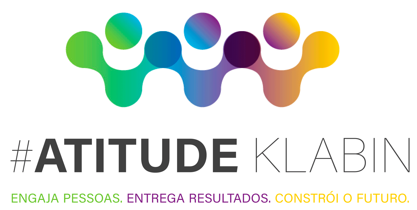 #ATITUDE KLABIN
ENGAJA PESSOAS. ENTREGA RESULTADOS. CONSTRÓI O FUTURO.